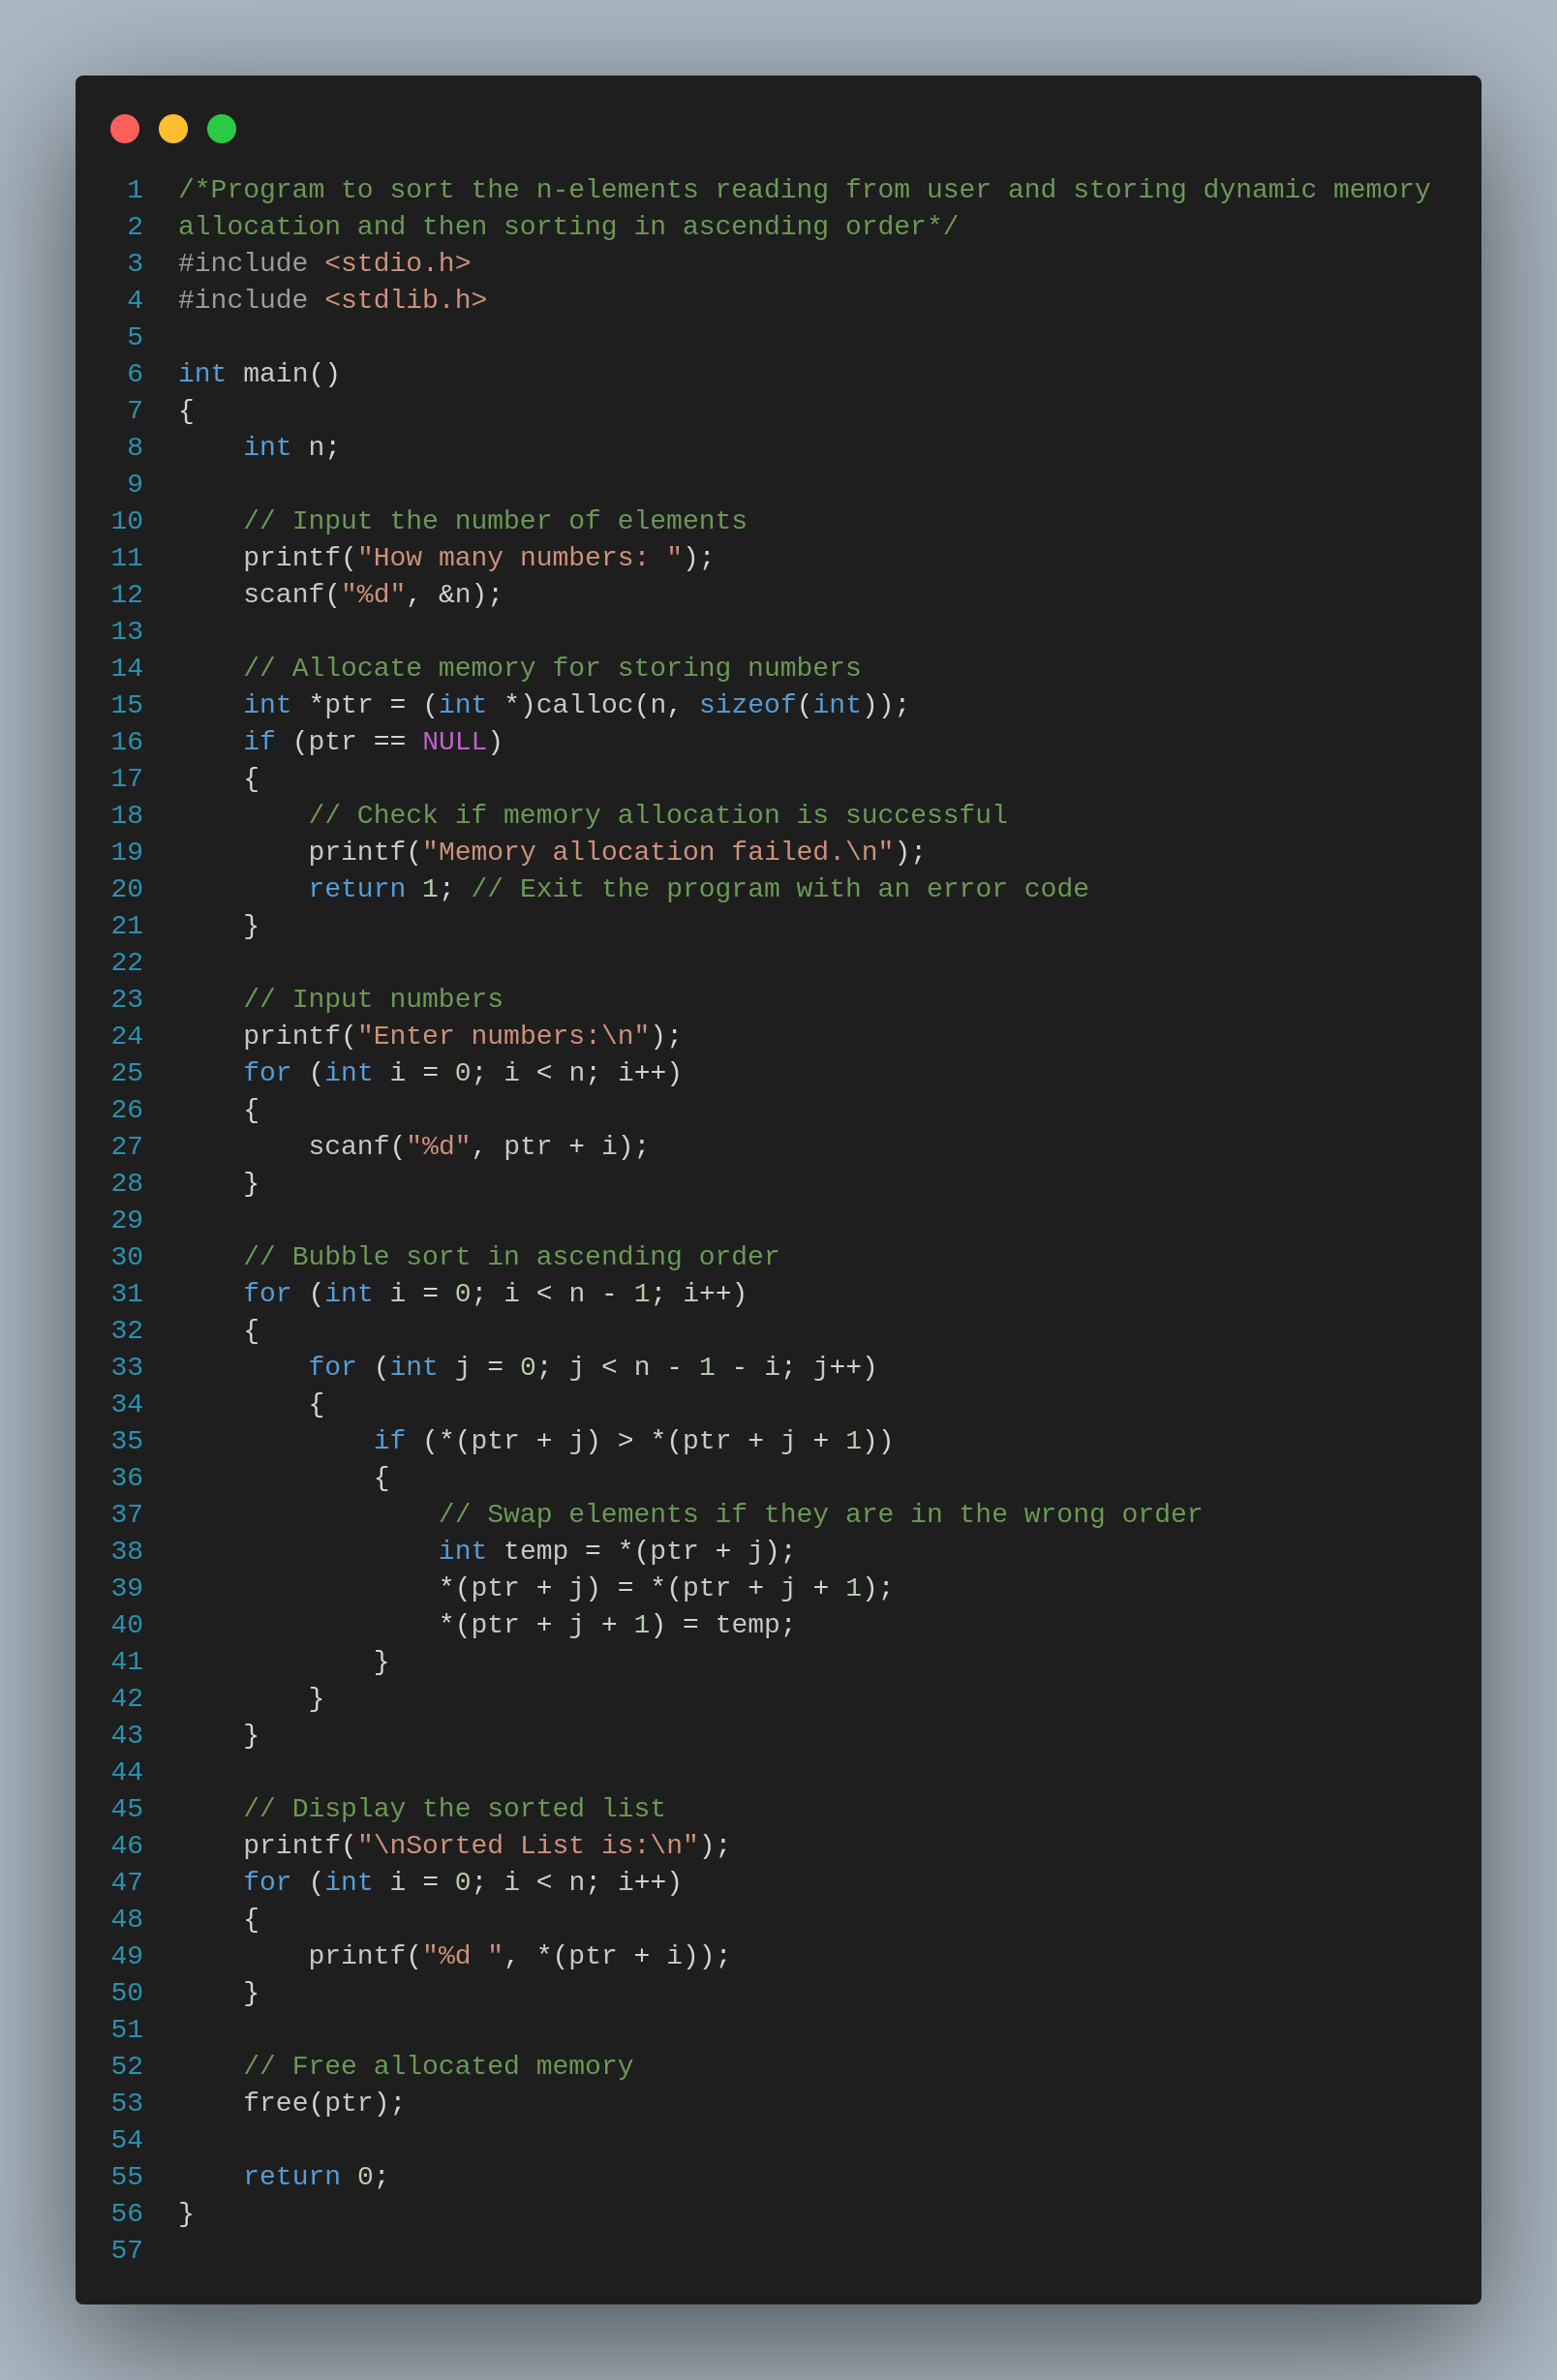 1 /*Program to sort the n-elements reading from user and storing dynamic memory
2 allocation and then sorting in ascending order*/
3 #include <stdio.h>
4 #include <stdlib.h>
5
6 int main()
7 {
8     int n;
9
10     // Input the number of elements
11     printf("How many numbers: ");
12     scanf("%d", &n);
13
14     // Allocate memory for storing numbers
15     int *ptr = (int *)calloc(n, sizeof(int));
16     if (ptr == NULL)
17     {
18         // Check if memory allocation is successful
19         printf("Memory allocation failed.\n");
20         return 1; // Exit the program with an error code
21     }
22
23     // Input numbers
24     printf("Enter numbers:\n");
25     for (int i = 0; i < n; i++)
26     {
27         scanf("%d", ptr + i);
28     }
29
30     // Bubble sort in ascending order
31     for (int i = 0; i < n - 1; i++)
32     {
33         for (int j = 0; j < n - 1 - i; j++)
34         {
35             if (*(ptr + j) > *(ptr + j + 1))
36             {
37                 // Swap elements if they are in the wrong order
38                 int temp = *(ptr + j);
39                 *(ptr + j) = *(ptr + j + 1);
40                 *(ptr + j + 1) = temp;
41             }
42         }
43     }
44
45     // Display the sorted list
46     printf("\nSorted List is:\n");
47     for (int i = 0; i < n; i++)
48     {
49         printf("%d ", *(ptr + i));
50     }
51
52     // Free allocated memory
53     free(ptr);
54
55     return 0;
56 }
57